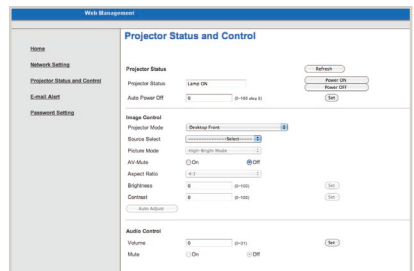 Web Management
Projector Status and Control
Home
Network Setting
Projector Status and Control
E-mail Alert
Password Setting
Projector Status
Refresh
Projector Status Lamp ON Power ON
Power OFF
Auto Power Off 0 (0-100 step 5) Set
Image Control
Projector Mode Desktop Front
Source Select --------------------Select--------
Picture Mode High-Bright Mode
AV-Mute On Off
Aspect Ratio 4:3
Brightness 0 (0-100) Set
Contrast 0 (0-100) Set
Auto Adjust
Audio Control
Volume 0 (0-31) Set
Mute On Off